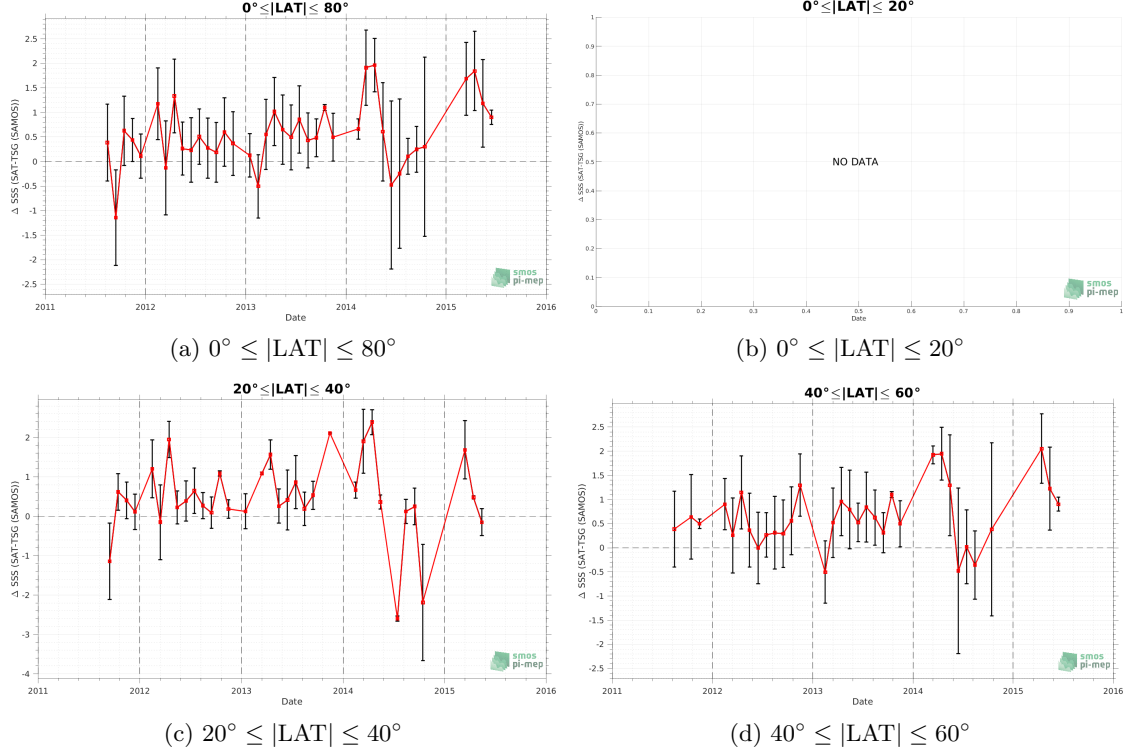 0°≤|LAT|≤ 80°
Δ SSS (SAT-TSG (SAMOS))
2.5
2
1.5
1
0.5
0
-0.5
-1
-1.5
-2
-2.5
2011 2012 2013 2014 2015 2016
Date
smos
pi-mep
(a) 0° ≤ |LAT| ≤ 80°
0°≤|LAT|≤ 20°
Δ SSS (SAT-TSG (SAMOS))
1
0.9
0.8
0.7
0.6
0.5
0.4
0.3
0.2
0.1
0
NO DATA
0 0.1 0.2 0.3 0.4 0.5 0.6 0.7 0.8 0.9 1
Date
smos
pi-mep
(b) 0° ≤ |LAT| ≤ 20°
20°≤|LAT|≤ 40°
Δ SSS (SAT-TSG (SAMOS))
2
1
0
-1
-2
-3
-4
2011 2012 2013 2014 2015 2016
Date
smos
pi-mep
(c) 20° ≤ |LAT| ≤ 40°
40°≤|LAT|≤ 60°
Δ SSS (SAT-TSG (SAMOS))
2.5
2
1.5
1
0.5
0
-0.5
-1
-1.5
-2
-2.5
2011 2012 2013 2014 2015 2016
Date
smos
pi-mep
(d) 40° ≤ |LAT| ≤ 60°